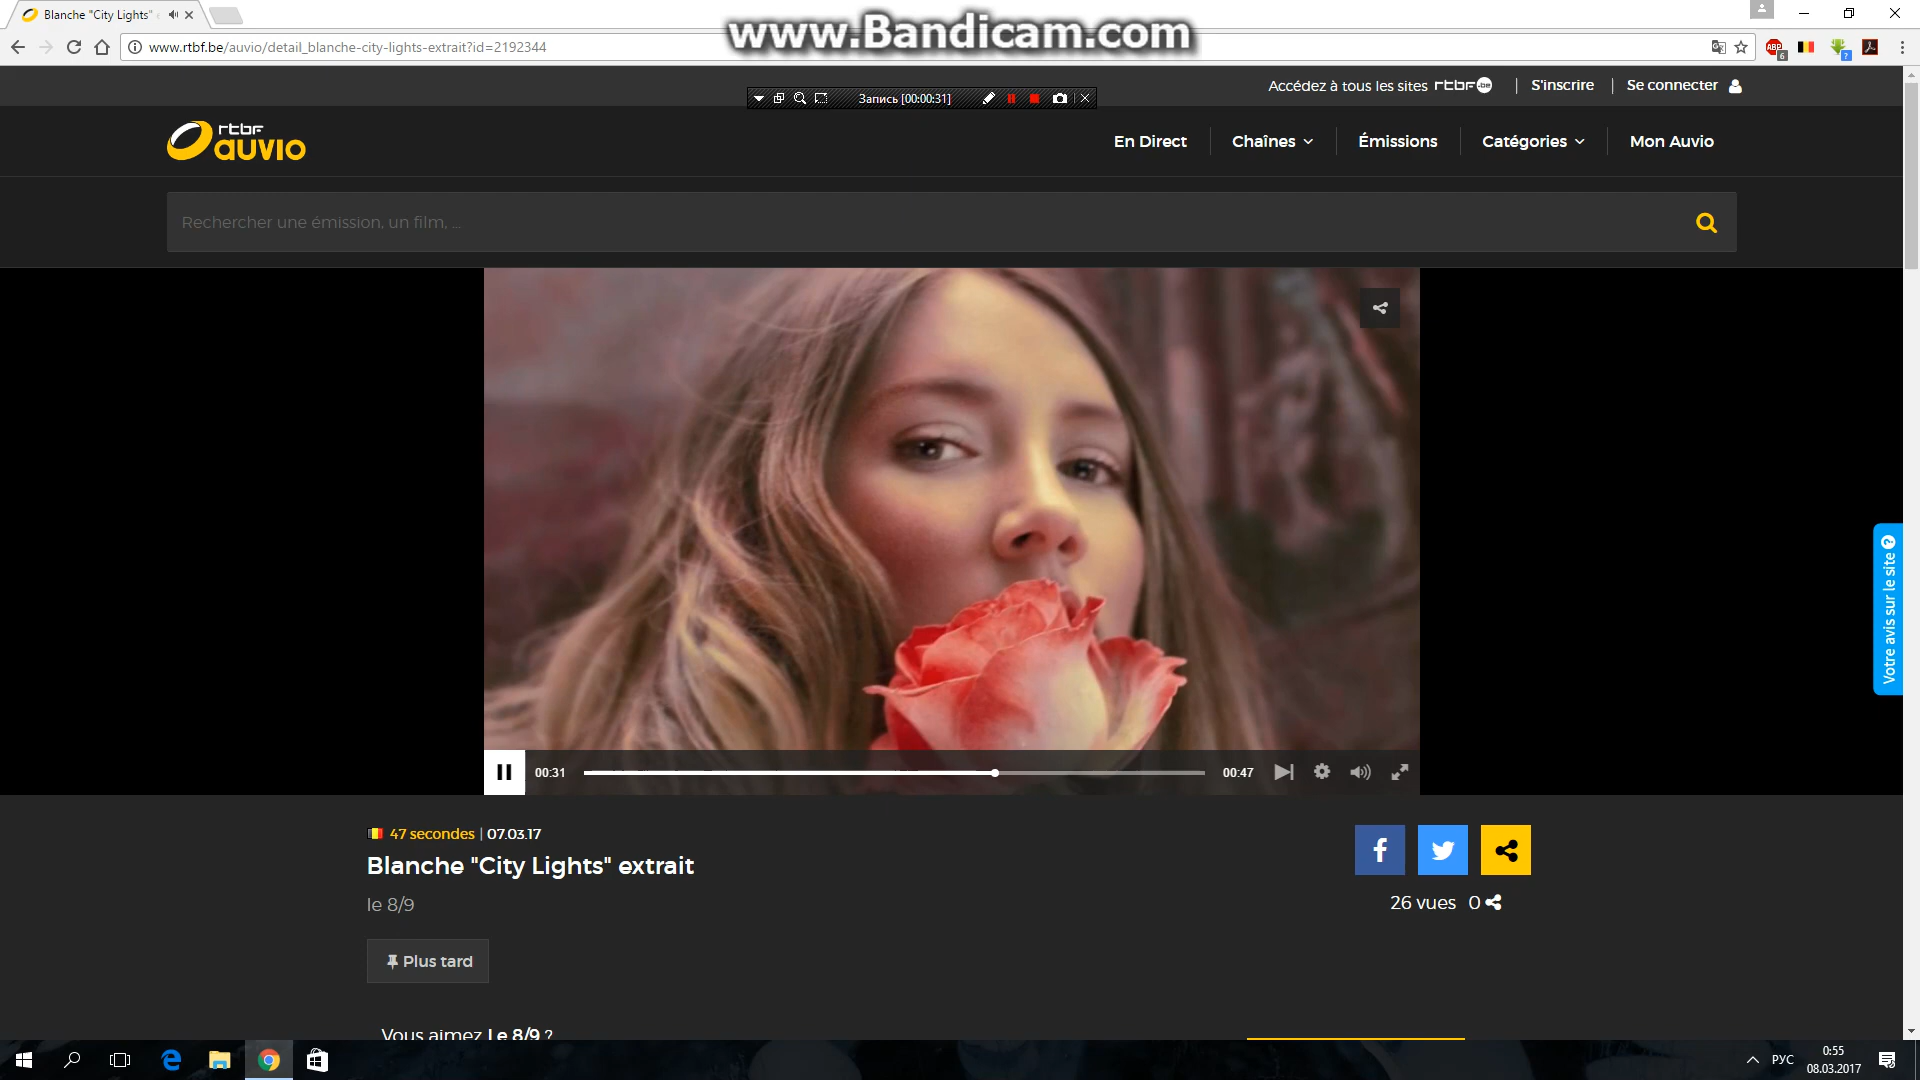 Blanche "City Lights"
www.Bandicam.com
www.rtbf.be/auvio/detail_blanche-city-lights-extrait?id=2192344
ABP
6
?
Accédez à tous les sites rtbf.be | S'inscrire | Se connecter
Запись [00:00:31]
rtbf
auvio
En Direct
Chaînes
Émissions
Catégories
Mon Auvio
Rechercher une émission, un film, ...
Votre avis sur le site ?
00:31
00:47
47 secondes | 07.03.17
Blanche "City Lights" extrait
le 8/9
f
26 vues 0
Plus tard
Vous aimez Le 8/9 ?
РУС
0:55
08.03.2017